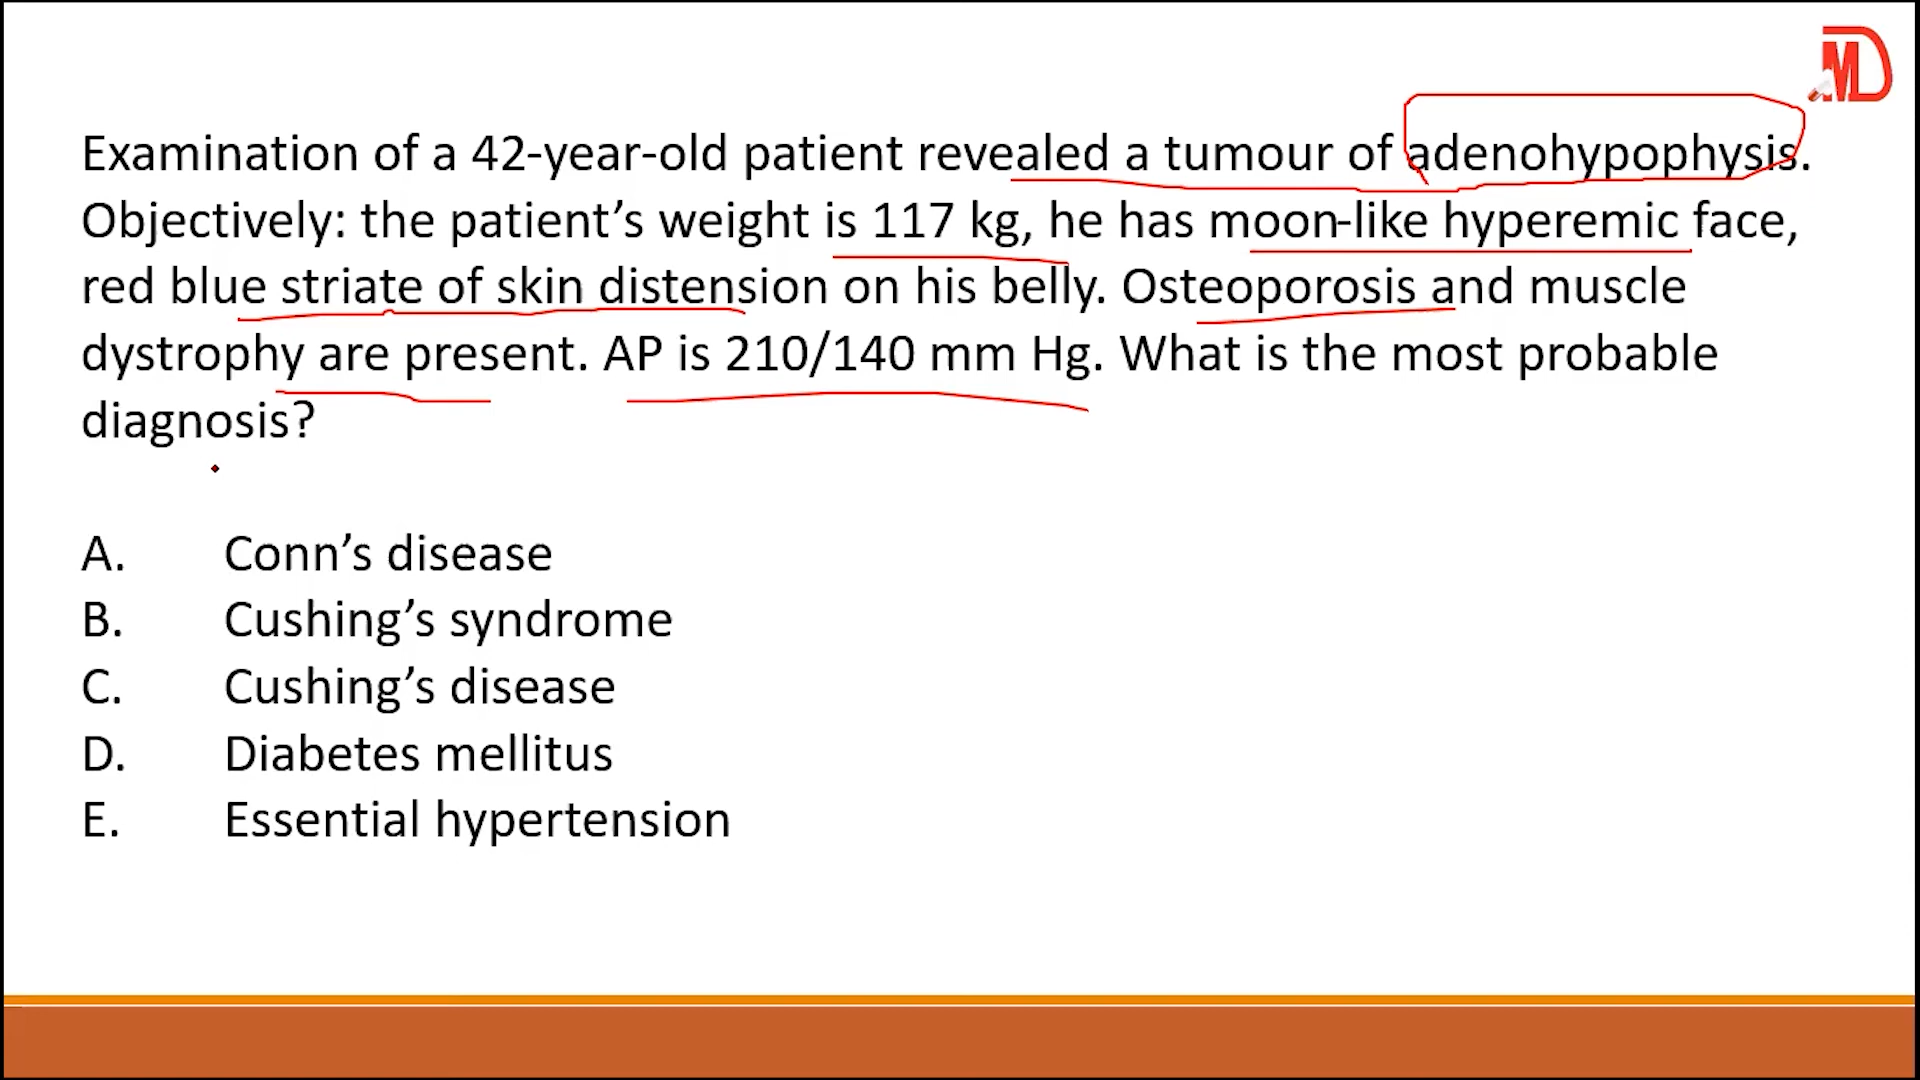 MD
Examination of a 42-year-old patient revealed a tumour of adenohypophysis.
Objectively: the patient’s weight is 117 kg, he has moon-like hyperemic face,
red blue striate of skin distension on his belly. Osteoporosis and muscle
dystrophy are present. AP is 210/140 mm Hg. What is the most probable
diagnosis?
A. Conn’s disease
B. Cushing’s syndrome
C. Cushing’s disease
D. Diabetes mellitus
E. Essential hypertension